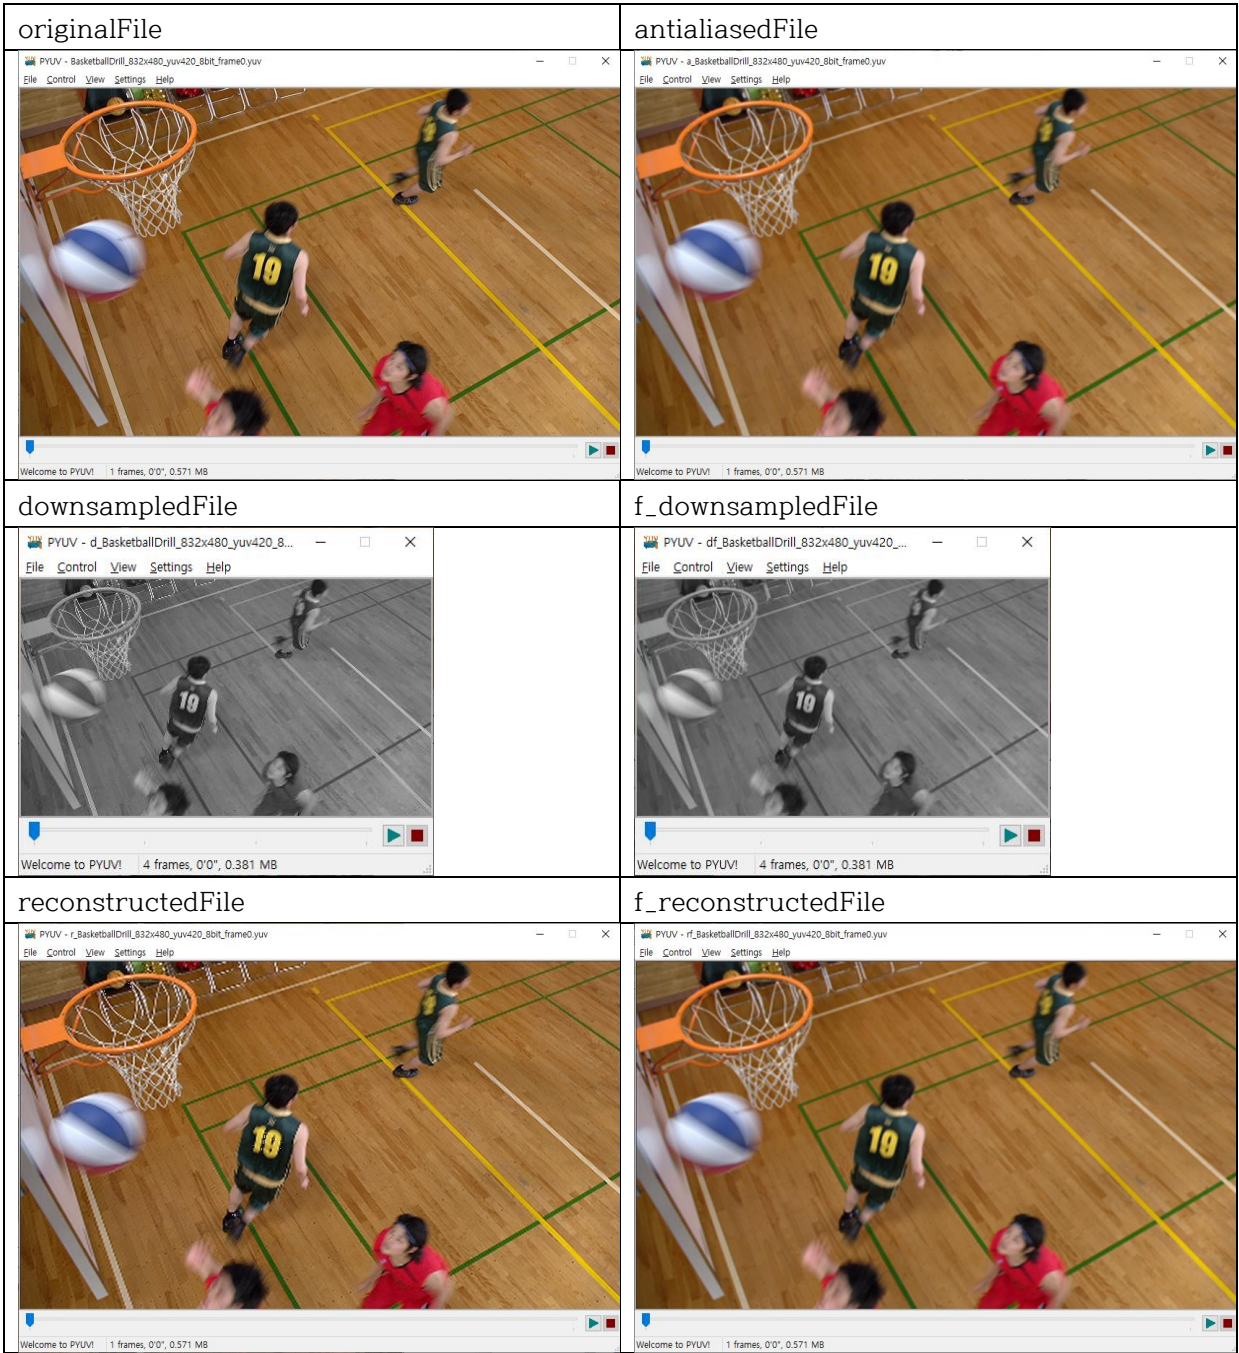 originalFile
antialiasedFile
PYUV - BasketballDrill_832x480_yuv420_8bit_frame0.yuv
File Control View Settings Help
19
Welcome to PYUV! 1 frames, 0'0", 0.571 MB
PYUV - a_BasketballDrill_832x480_yuv420_8bit_frame0.yuv
File Control View Settings Help
19
Welcome to PYUV! 1 frames, 0'0", 0.571 MB
downsampledFile
f_downsampledFile
PYUV - d_BasketballDrill_832x480_yuv420_8...
File Control View Settings Help
19
Welcome to PYUV! 4 frames, 0'0", 0.381 MB
PYUV - df_BasketballDrill_832x480_yuv420_...
File Control View Settings Help
19
Welcome to PYUV! 4 frames, 0'0", 0.381 MB
reconstructedFile
f_reconstructedFile
PYUV - r_BasketballDrill_832x480_yuv420_8bit_frame0.yuv
File Control View Settings Help
19
Welcome to PYUV! 1 frames, 0'0", 0.571 MB
PYUV - rf_BasketballDrill_832x480_yuv420_8bit_frame0.yuv
File Control View Settings Help
19
Welcome to PYUV! 1 frames, 0'0", 0.571 MB